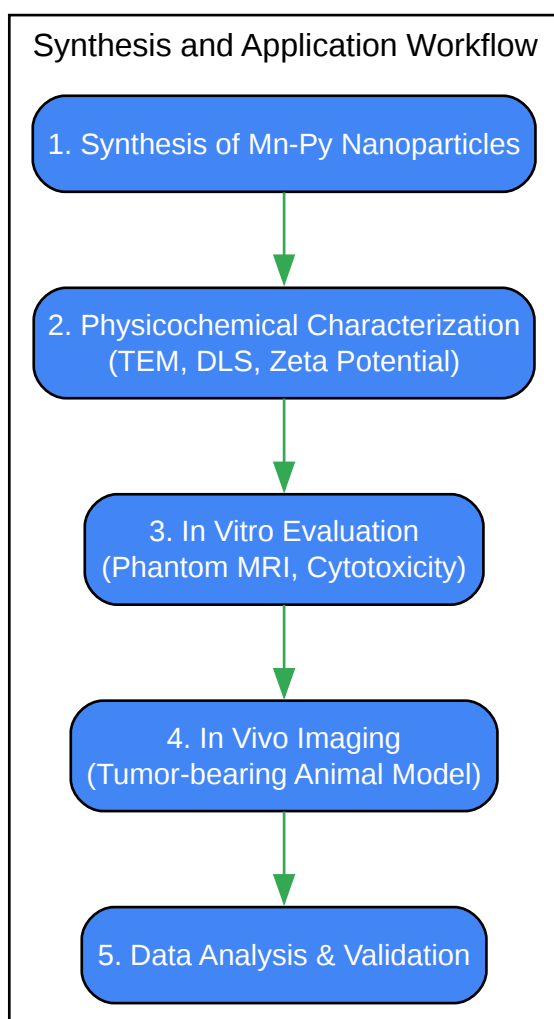 Synthesis and Application Workflow
1. Synthesis of Mn-Py Nanoparticles
2. Physicochemical Characterization
(TEM, DLS, Zeta Potential)
3. In Vitro Evaluation
(Phantom MRI, Cytotoxicity)
4. In Vivo Imaging
(Tumor-bearing Animal Model)
5. Data Analysis & Validation